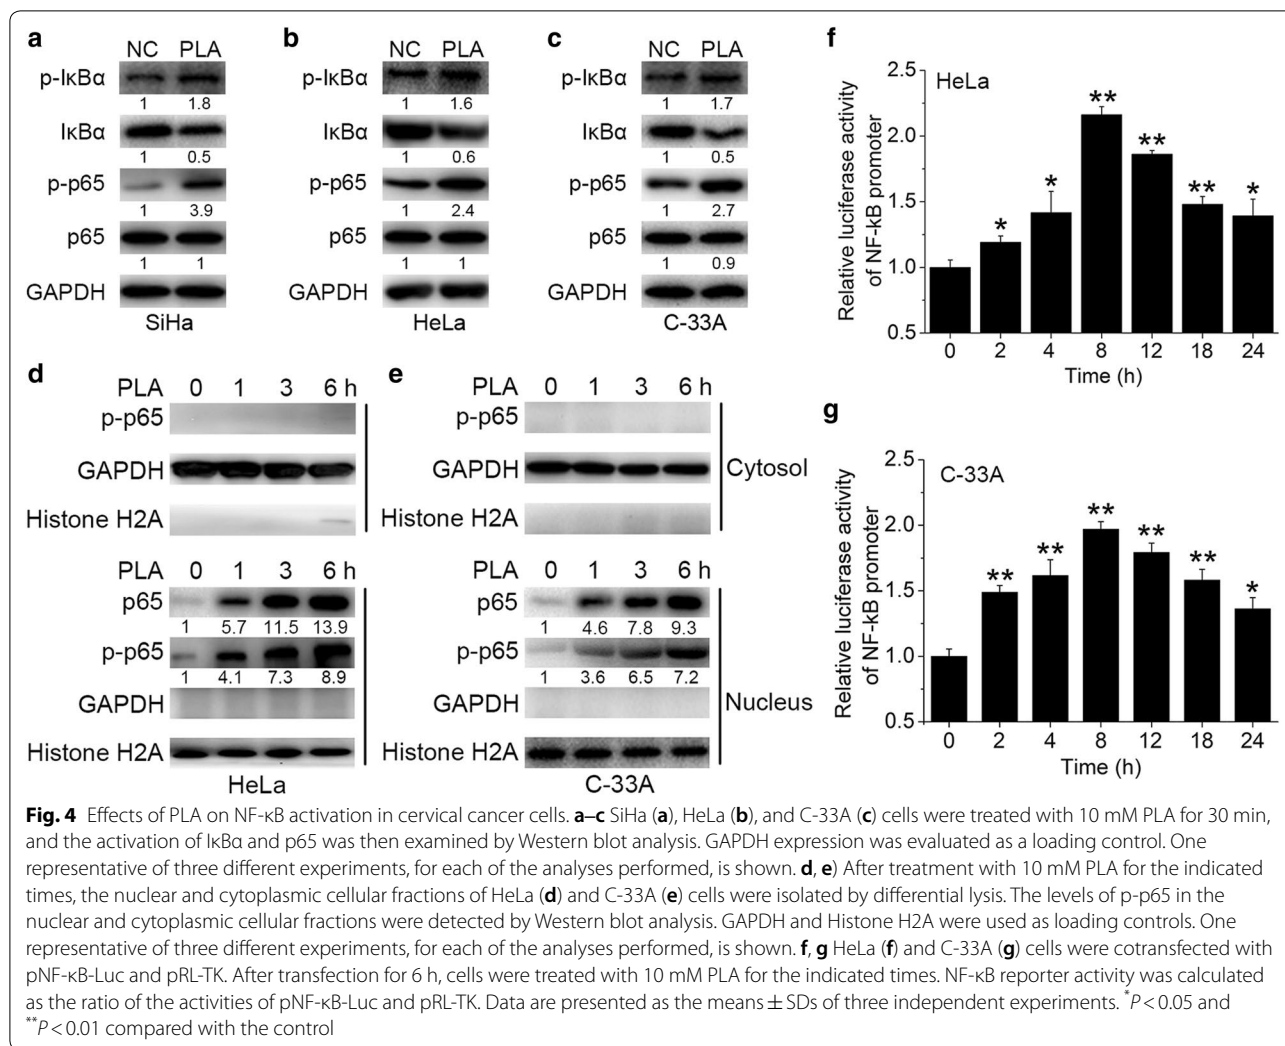 a
NC PLA
p-IκBα
1 1.8
IκBα
1 0.5
p-p65
1 3.9
p65
1 1
GAPDH
SiHa
b
NC PLA
p-IκBα
1 1.6
IκBα
1 0.6
p-p65
1 2.4
p65
1 1
GAPDH
HeLa
c
NC PLA
p-IκBα
1 1.7
IκBα
1 0.5
p-p65
1 2.7
p65
1 0.9
GAPDH
C-33A
d
PLA 0 1 3 6 h
p-p65
GAPDH
Histone H2A
PLA 0 1 3 6 h
p65
1 5.7 11.5 13.9
p-p65
1 4.1 7.3 8.9
GAPDH
Histone H2A
HeLa
e
PLA 0 1 3 6 h
p-p65
GAPDH
Histone H2A
Cytosol
PLA 0 1 3 6 h
p65
1 4.6 7.8 9.3
p-p65
1 3.6 6.5 7.2
GAPDH
Histone H2A
Nucleus
C-33A
f
HeLa
Relative luciferase activity
of NF-kB promoter
2.5
2.0
1.5
1.0
0.5
* * ** ** ** *
0 2 4 8 12 18 24
Time (h)
g
C-33A
Relative luciferase activity
of NF-kB promoter
2.5
2.0
1.5
1.0
0.5
** ** ** ** ** *
0 2 4 8 12 18 24
Time (h)
Fig. 4 Effects of PLA on NF-κB activation in cervical cancer cells. a–c SiHa (a), HeLa (b), and C-33A (c) cells were treated with 10 mM PLA for 30 min,
and the activation of IκBα and p65 was then examined by Western blot analysis. GAPDH expression was evaluated as a loading control. One
representative of three different experiments, for each of the analyses performed, is shown. d, e) After treatment with 10 mM PLA for the indicated
times, the nuclear and cytoplasmic cellular fractions of HeLa (d) and C-33A (e) cells were isolated by differential lysis. The levels of p-p65 in the
nuclear and cytoplasmic cellular fractions were detected by Western blot analysis. GAPDH and Histone H2A were used as loading controls. One
representative of three different experiments, for each of the analyses performed, is shown. f, g HeLa (f) and C-33A (g) cells were cotransfected with
pNF-κB-Luc and pRL-TK. After transfection for 6 h, cells were treated with 10 mM PLA for the indicated times. NF-κB reporter activity was calculated
as the ratio of the activities of pNF-κB-Luc and pRL-TK. Data are presented as the means ± SDs of three independent experiments. *P < 0.05 and
**P < 0.01 compared with the control